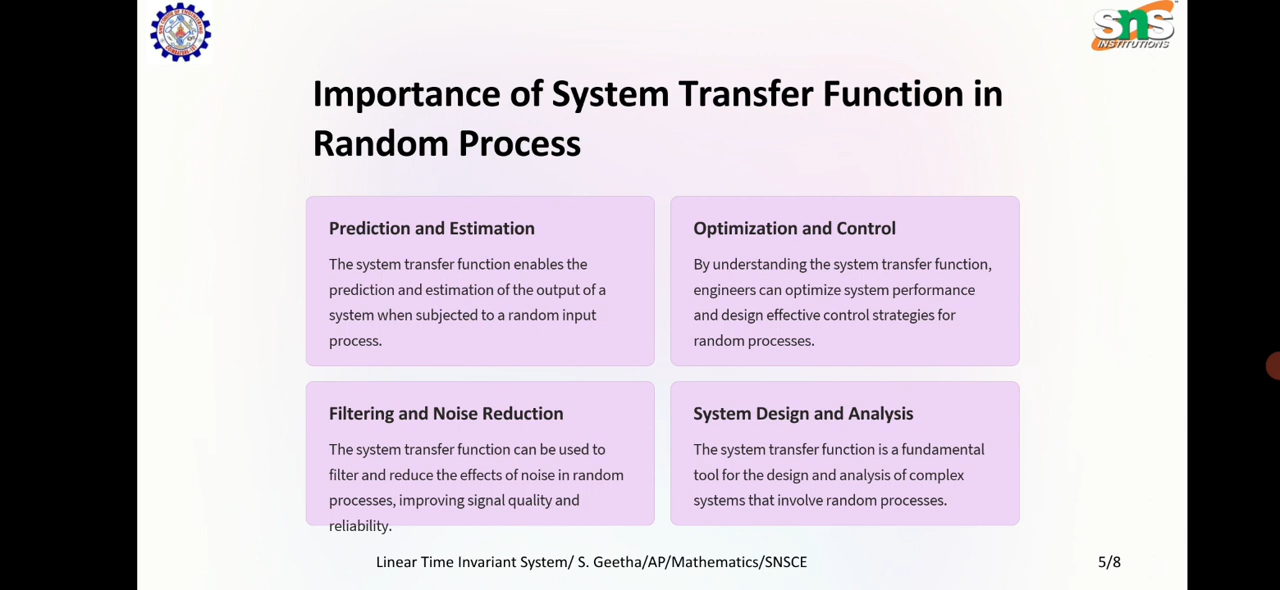 sns
INSTITUTIONS
Importance of System Transfer Function in
Random Process
Prediction and Estimation
The system transfer function enables the
prediction and estimation of the output of a
system when subjected to a random input
process.
Optimization and Control
By understanding the system transfer function,
engineers can optimize system performance
and design effective control strategies for
random processes.
Filtering and Noise Reduction
The system transfer function can be used to
filter and reduce the effects of noise in random
processes, improving signal quality and
reliability.
System Design and Analysis
The system transfer function is a fundamental
tool for the design and analysis of complex
systems that involve random processes.
Linear Time Invariant System/ S. Geetha/AP/Mathematics/SNSCE
5/8